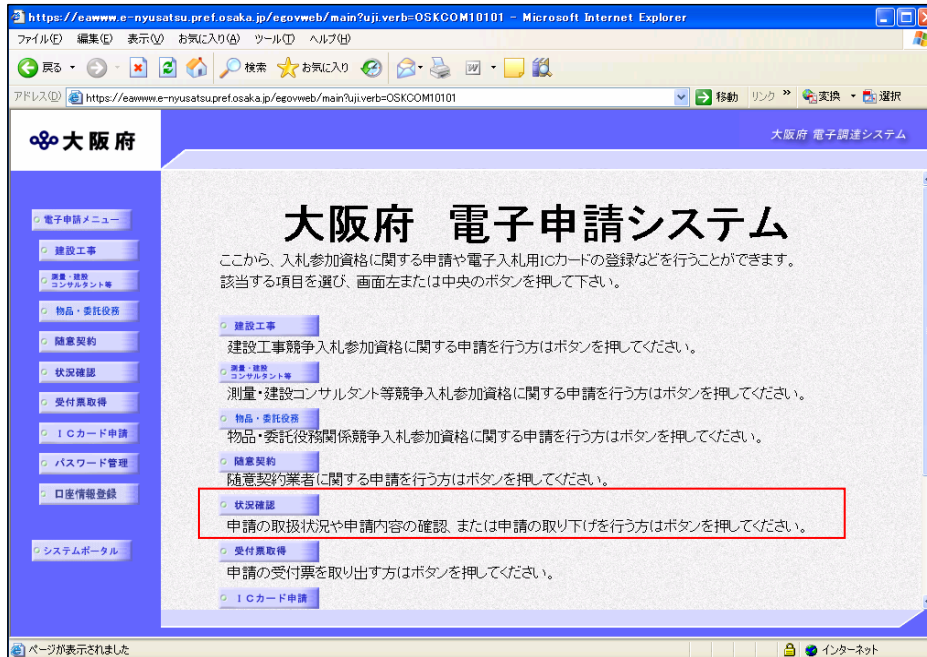 https://eawww.e-nyusatsu.pref.osaka.jp/egovweb/main?uji.verb=OSKCOM10101 - Microsoft Internet Explorer
ファイル(F) 編集(E) 表示(V) お気に入り(A) ツール(T) ヘルプ(H)
戻る 検索 お気に入り
アドレス(D) https://eawww.e-nyusatsu.pref.osaka.jp/egovweb/main?uji.verb=OSKCOM10101 移動 リンク » 変換 選択
大阪府
大阪府 電子調達システム
電子申請メニュー
建設工事
測量・建設
コンサルタント等
物品・委託役務
随意契約
状況確認
受付票取得
ICカード申請
パスワード管理
口座情報登録
システムポータル
大阪府 電子申請システム
ここから、入札参加資格に関する申請や電子入札用ICカードの登録などを行うことができます。
該当する項目を選び、画面左または中央のボタンを押して下さい。
建設工事
建設工事競争入札参加資格に関する申請を行う方はボタンを押してください。
測量・建設
コンサルタント等
測量・建設コンサルタント等競争入札参加資格に関する申請を行う方はボタンを押してください。
物品・委託役務
物品・委託役務関係競争入札参加資格に関する申請を行う方はボタンを押してください。
随意契約
随意契約業者に関する申請を行う方はボタンを押してください。
状況確認
申請の取扱状況や申請内容の確認、または申請の取り下げを行う方はボタンを押してください。
受付票取得
申請の受付票を取り出す方はボタンを押してください。
ICカード申請
ページが表示されました インターネット